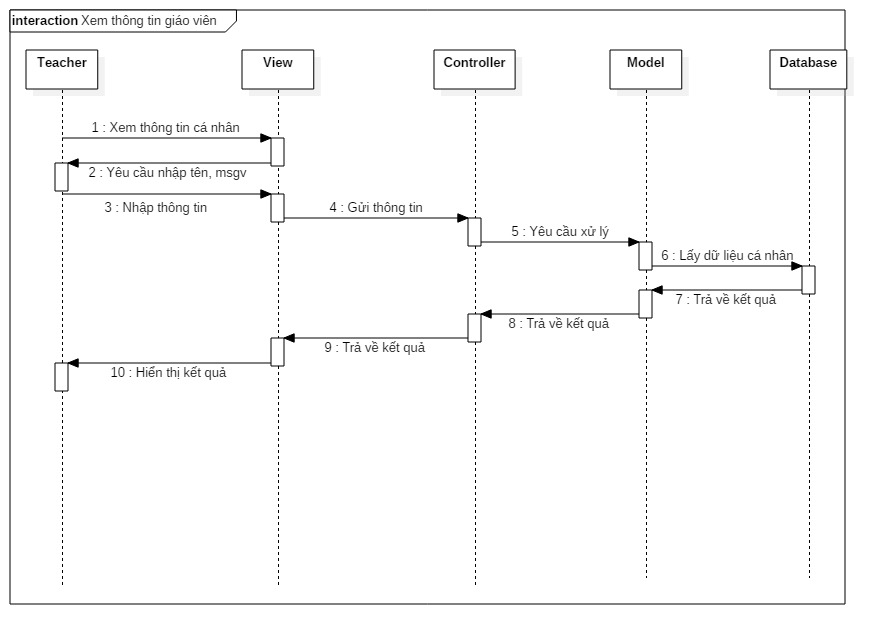 interaction Xem thông tin giáo viên
Teacher
View
Controller
Model
Database
1 : Xem thông tin cá nhân
2 : Yêu cầu nhập tên, msgv
3 : Nhập thông tin
4 : Gửi thông tin
5 : Yêu cầu xử lý
6 : Lấy dữ liệu cá nhân
7 : Trả về kết quả
8 : Trả về kết quả
9 : Trả về kết quả
10 : Hiển thị kết quả